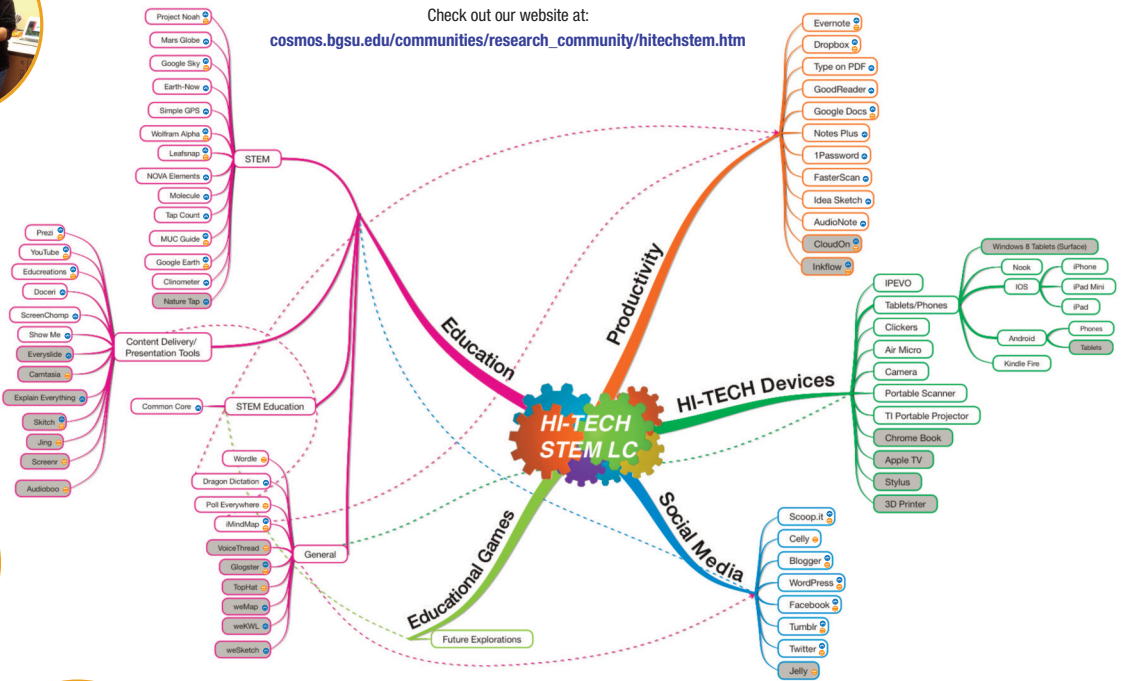 Check out our website at:
cosmos.bgsu.edu/communities/research_community/hitechstem.htm
HI-TECH
STEM LC
Education
STEM
Project Noah
Mars Globe
Google Sky
Earth-Now
Simple GPS
Wolfram Alpha
Leafsnap
NOVA Elements
Molecule
Tap Count
MUC Guide
Google Earth
Clinometer
Nature Tap
Content Delivery/
Presentation Tools
Prezi
YouTube
Educreations
Doceri
ScreenChomp
Show Me
Everyslide
Camtasia
Explain Everything
Skitch
Jing
Screenr
Audioboo
STEM Education
Common Core
General
Wordle
Dragon Dictation
Poll Everywhere
iMindMap
VoiceThread
Glogster
TopHat
weMap
weKWL
weSketch
Productivity
Evernote
Dropbox
Type on PDF
GoodReader
Google Docs
Notes Plus
1Password
FasterScan
Idea Sketch
AudioNote
CloudOn
Inkflow
HI-TECH Devices
IPEVO
Tablets/Phones
Windows 8 Tablets (Surface)
Nook
IOS
iPhone
iPad Mini
iPad
Android
Phones
Tablets
Kindle Fire
Clickers
Air Micro
Camera
Portable Scanner
TI Portable Projector
Chrome Book
Apple TV
Stylus
3D Printer
Social Media
Scoop.it
Celly
Blogger
WordPress
Facebook
Tumblr
Twitter
Jelly
Educational Games
Future Explorations